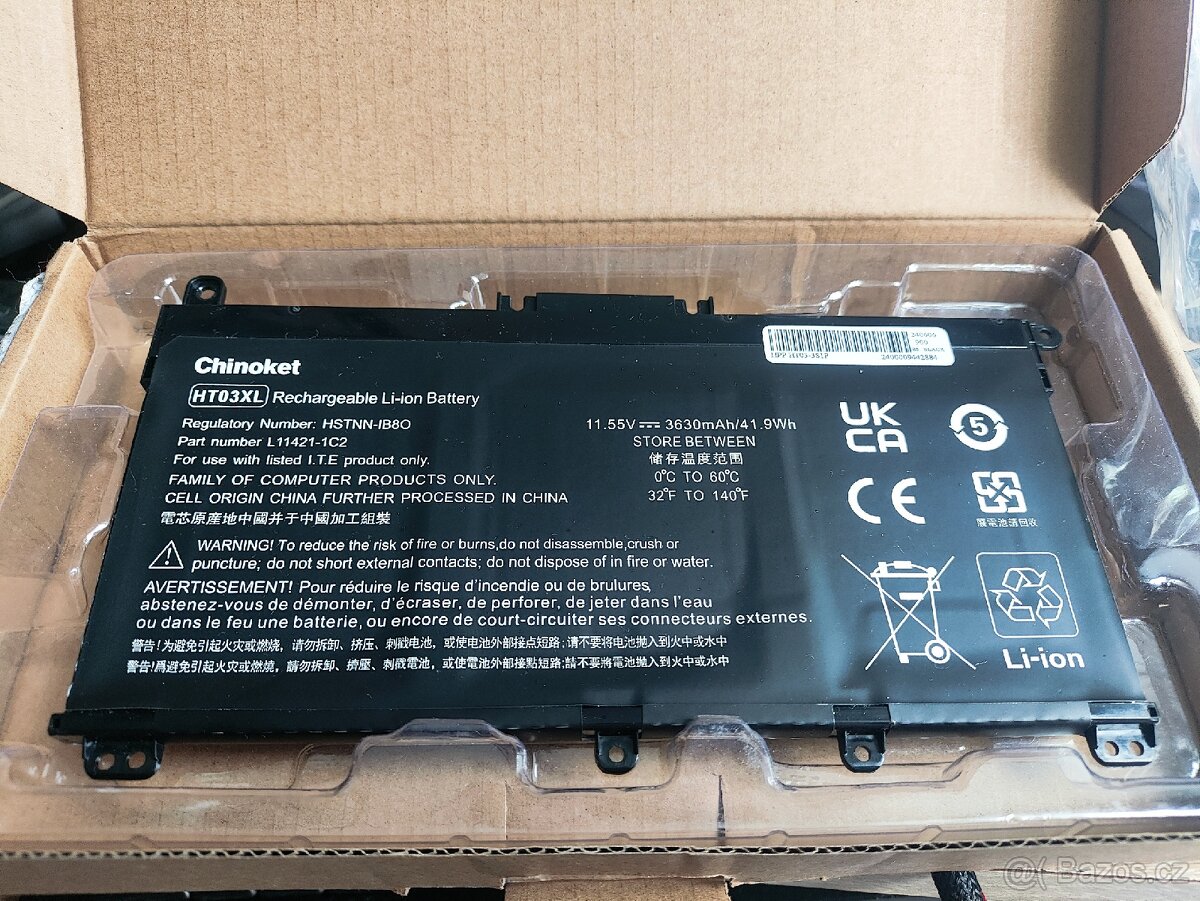 Chinoket
HT03XL Rechargeable Li-ion Battery
Regulatory Number: HSTNN-IB8O
Part number L11421-1C2
For use with listed I.T.E product only.
FAMILY OF COMPUTER PRODUCTS ONLY.
CELL ORIGIN CHINA FURTHER PROCESSED IN CHINA
電芯原産地中國并于中國加工組裝
11.55V 3630mAh/41.9Wh
STORE BETWEEN
储存温度范围
0°C TO 60°C
32°F TO 140°F
UK
CA
5
CE
廢電池請回收
WARNING! To reduce the risk of fire or burns,do not disassemble,crush or
puncture; do not short external contacts; do not dispose of in fire or water.
AVERTISSEMENT! Pour réduire le risque d'incendie ou de brulures,
abstenez-vous de démonter, d'écraser, de perforer, de jeter dans l'eau
ou dans le feu une batterie, ou encore de court-circuiter ses connecteurs externes.
警告!为避免引起火灾或燃烧，请勿拆卸、挤压、刺戳电池，或使电池外部接点短路;请不要将电池抛入到火中或水中
警告!爲避免引起火灾或燃燒，請勿拆卸、擠壓、刺戳電池，或使電池外部接點短路;請不要將電池抛入到火中或水中
Li-ion
Bazos.cz